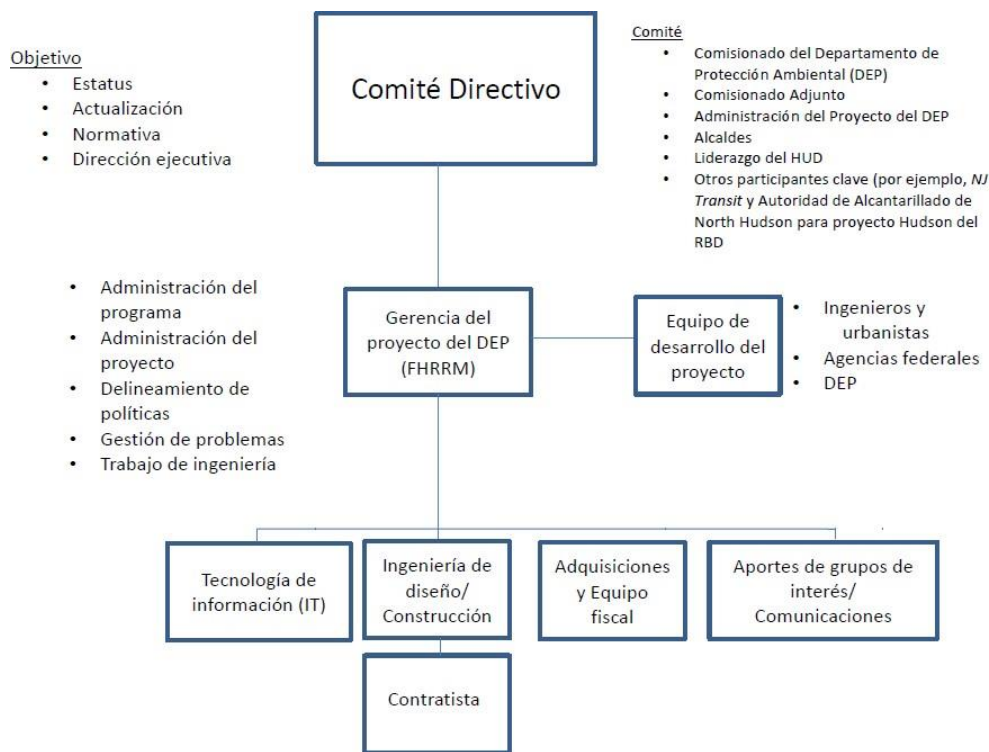 Objetivo
• Estatus
• Actualización
• Normativa
• Dirección ejecutiva
Comité Directivo
Comité
• Comisionado del Departamento de
Protección Ambiental (DEP)
• Comisionado Adjunto
• Administración del Proyecto del DEP
• Alcaldes
• Liderazgo del HUD
• Otros participantes clave (por ejemplo, NJ
Transit y Autoridad de Alcantarillado de
North Hudson para proyecto Hudson del
RBD
• Administración del
programa
• Administración del
proyecto
• Delineamiento de
políticas
• Gestión de problemas
• Trabajo de ingeniería
Gerencia del
proyecto del DEP
(FHRRM)
Equipo de
desarrollo del
proyecto
• Ingenieros y
urbanistas
• Agencias federales
• DEP
Tecnología de
información (IT)
Ingeniería de
diseño/
Construcción
Adquisiciones
y Equipo
fiscal
Aportes de grupos de
interés/
Comunicaciones
Contratista